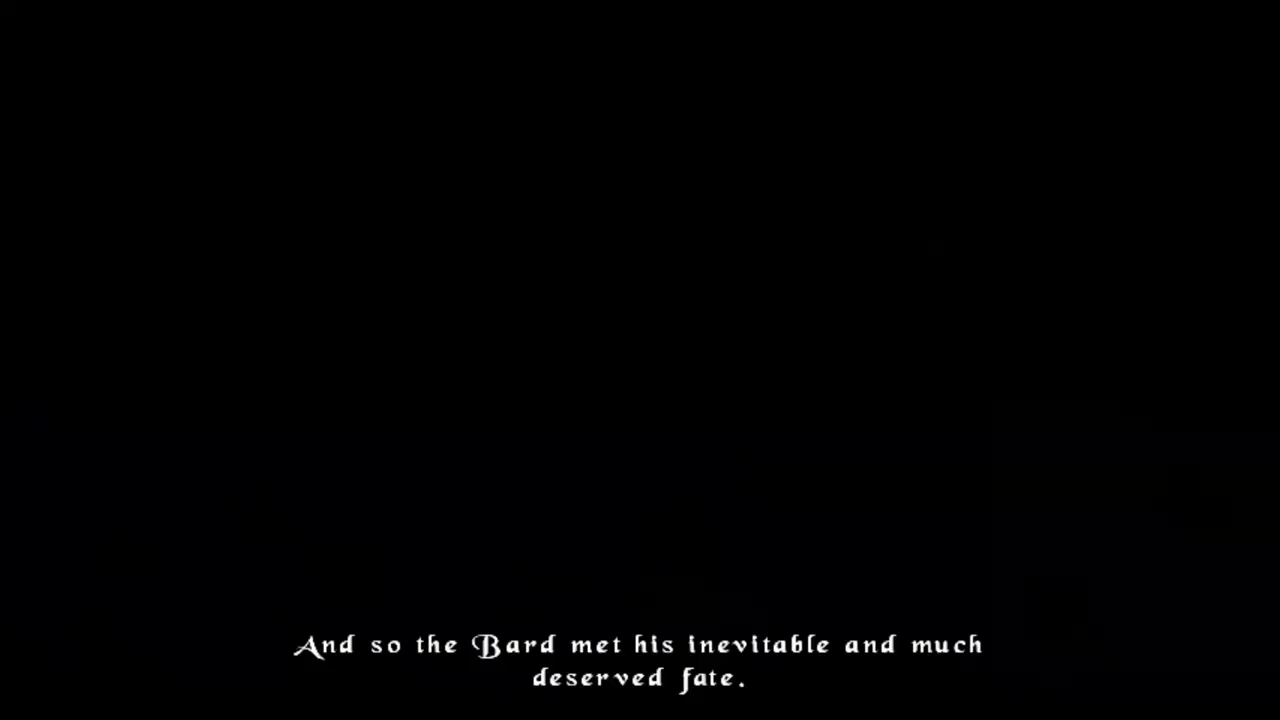 And so the Bard met his inevitable and much
deserved fate.